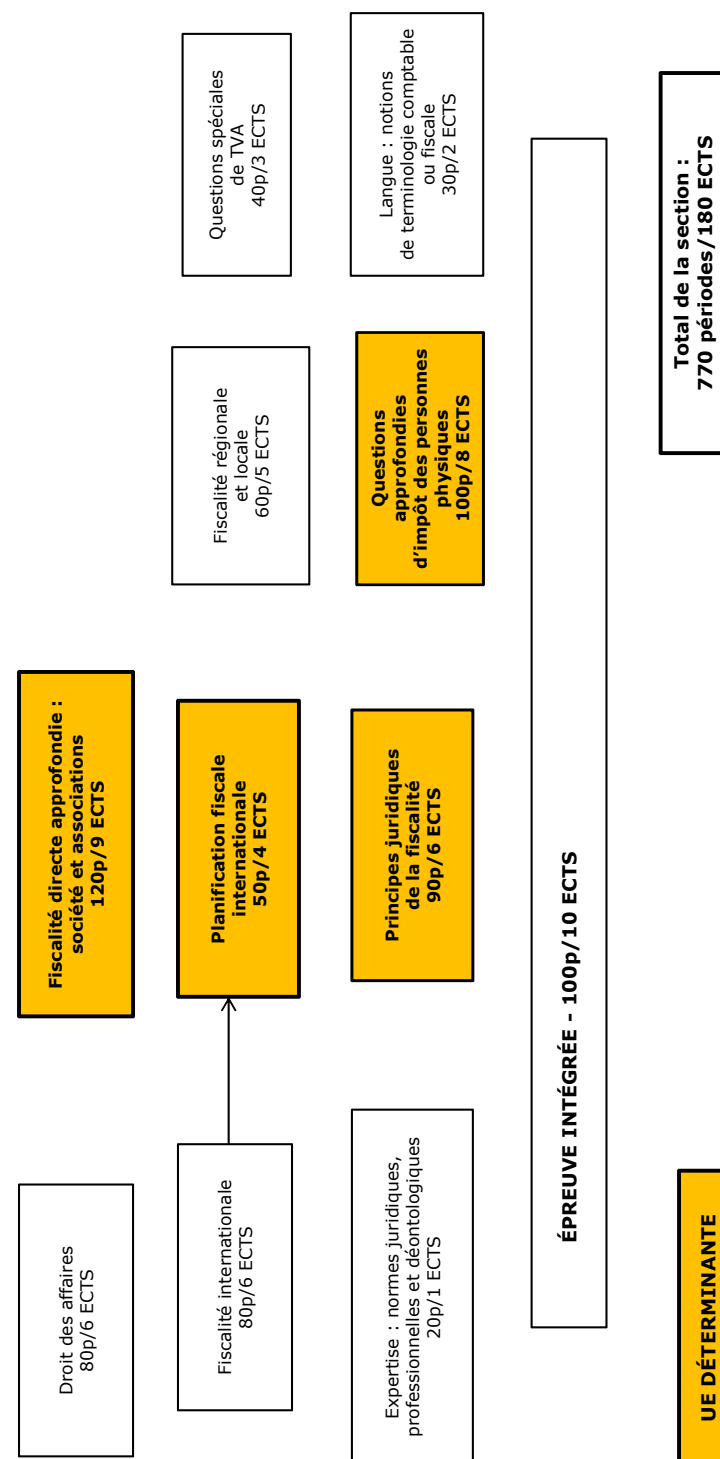 Droit des affaires
80p/6 ECTS
Fiscalité directe approfondie :
société et associations
120p/9 ECTS
Fiscalité internationale
80p/6 ECTS
Planification fiscale
internationale
50p/4 ECTS
Fiscalité régionale
et locale
60p/5 ECTS
Questions spéciales
de TVA
40p/3 ECTS
Expertise : normes juridiques,
professionnelles et déontologiques
20p/1 ECTS
Principes juridiques
de la fiscalité
90p/6 ECTS
Questions
approfondies
d’impôt des personnes
physiques
100p/8 ECTS
Langue : notions
de terminologie comptable
ou fiscale
30p/2 ECTS
ÉPREUVE INTÉGRÉE - 100p/10 ECTS
UE DÉTERMINANTE
Total de la section :
770 périodes/180 ECTS